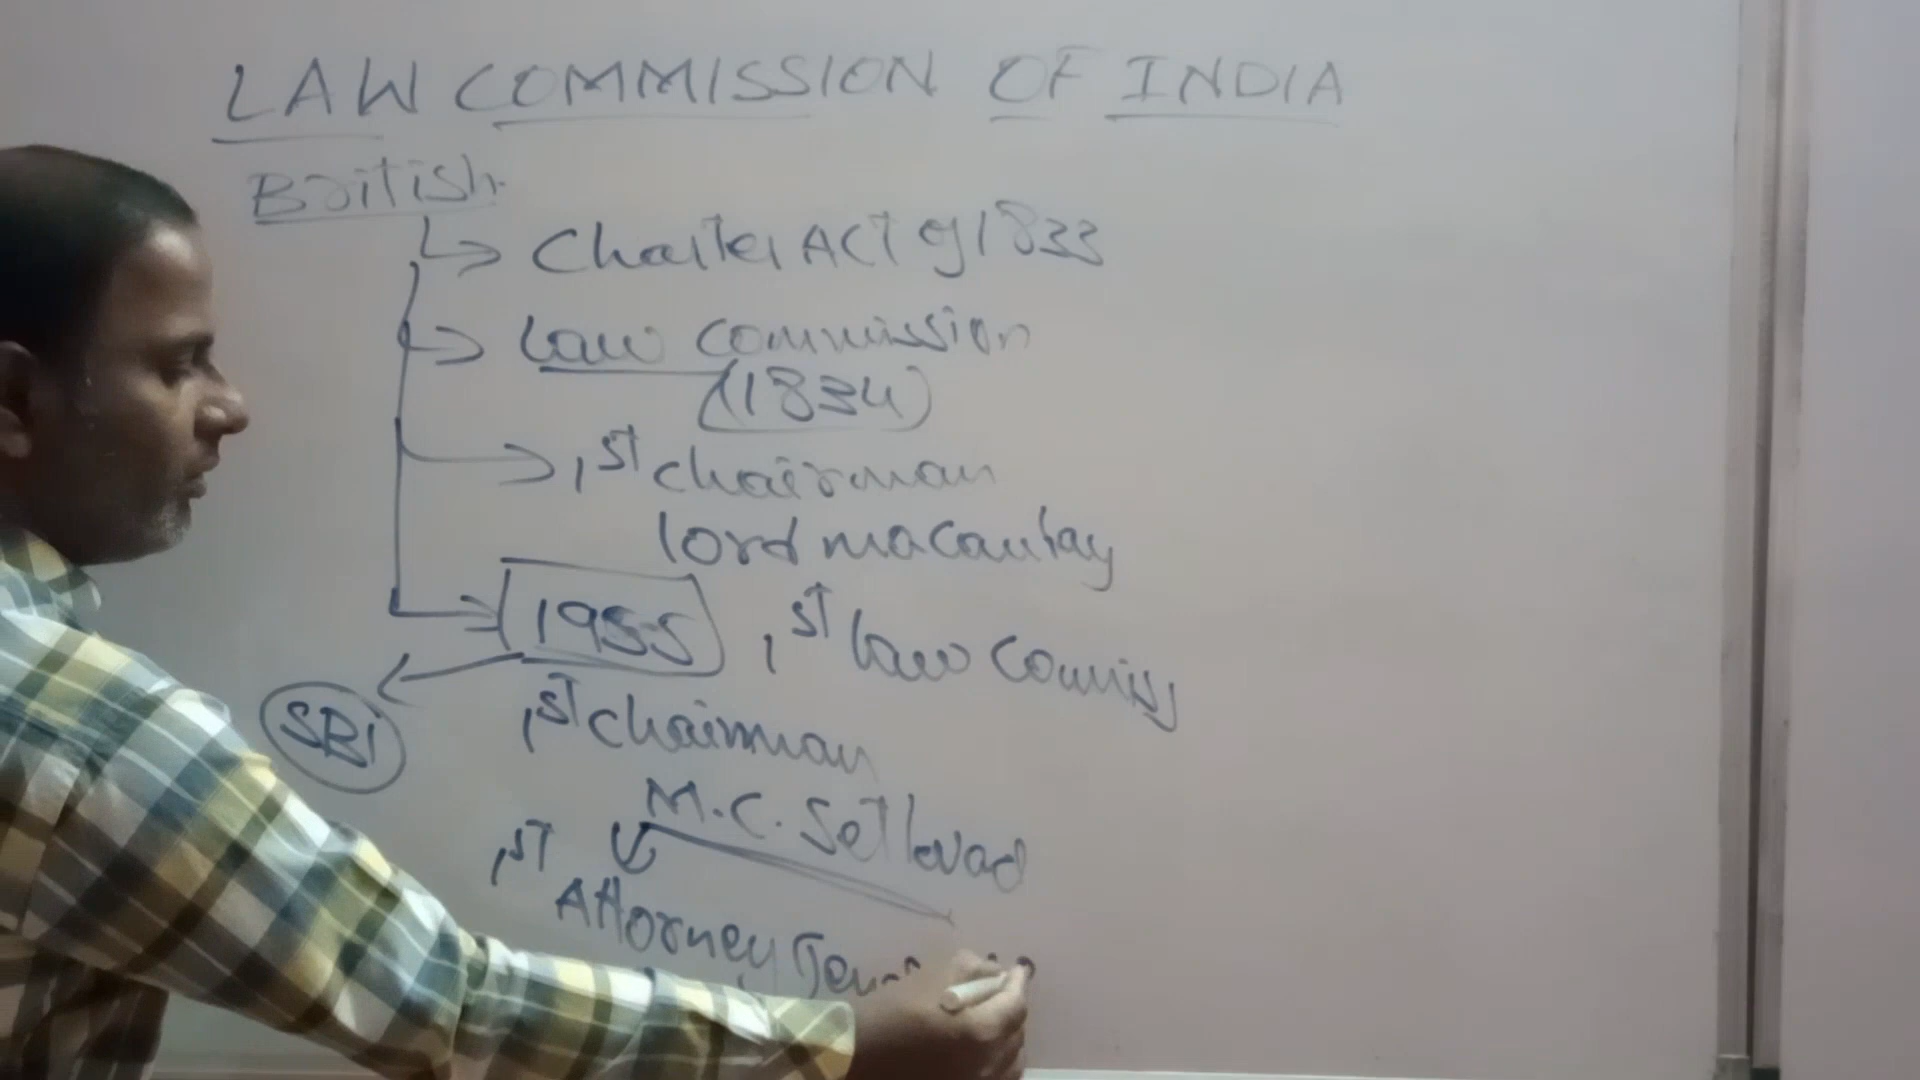 LAW COMMISSION OF INDIA
British
Charter ACT of 1833
Law Commission
(1834)
1ST chairman
lord macaulay
1955 1ST law Commiss
SBI
1ST chairman
M.C. Setlvad
1ST
Attorney